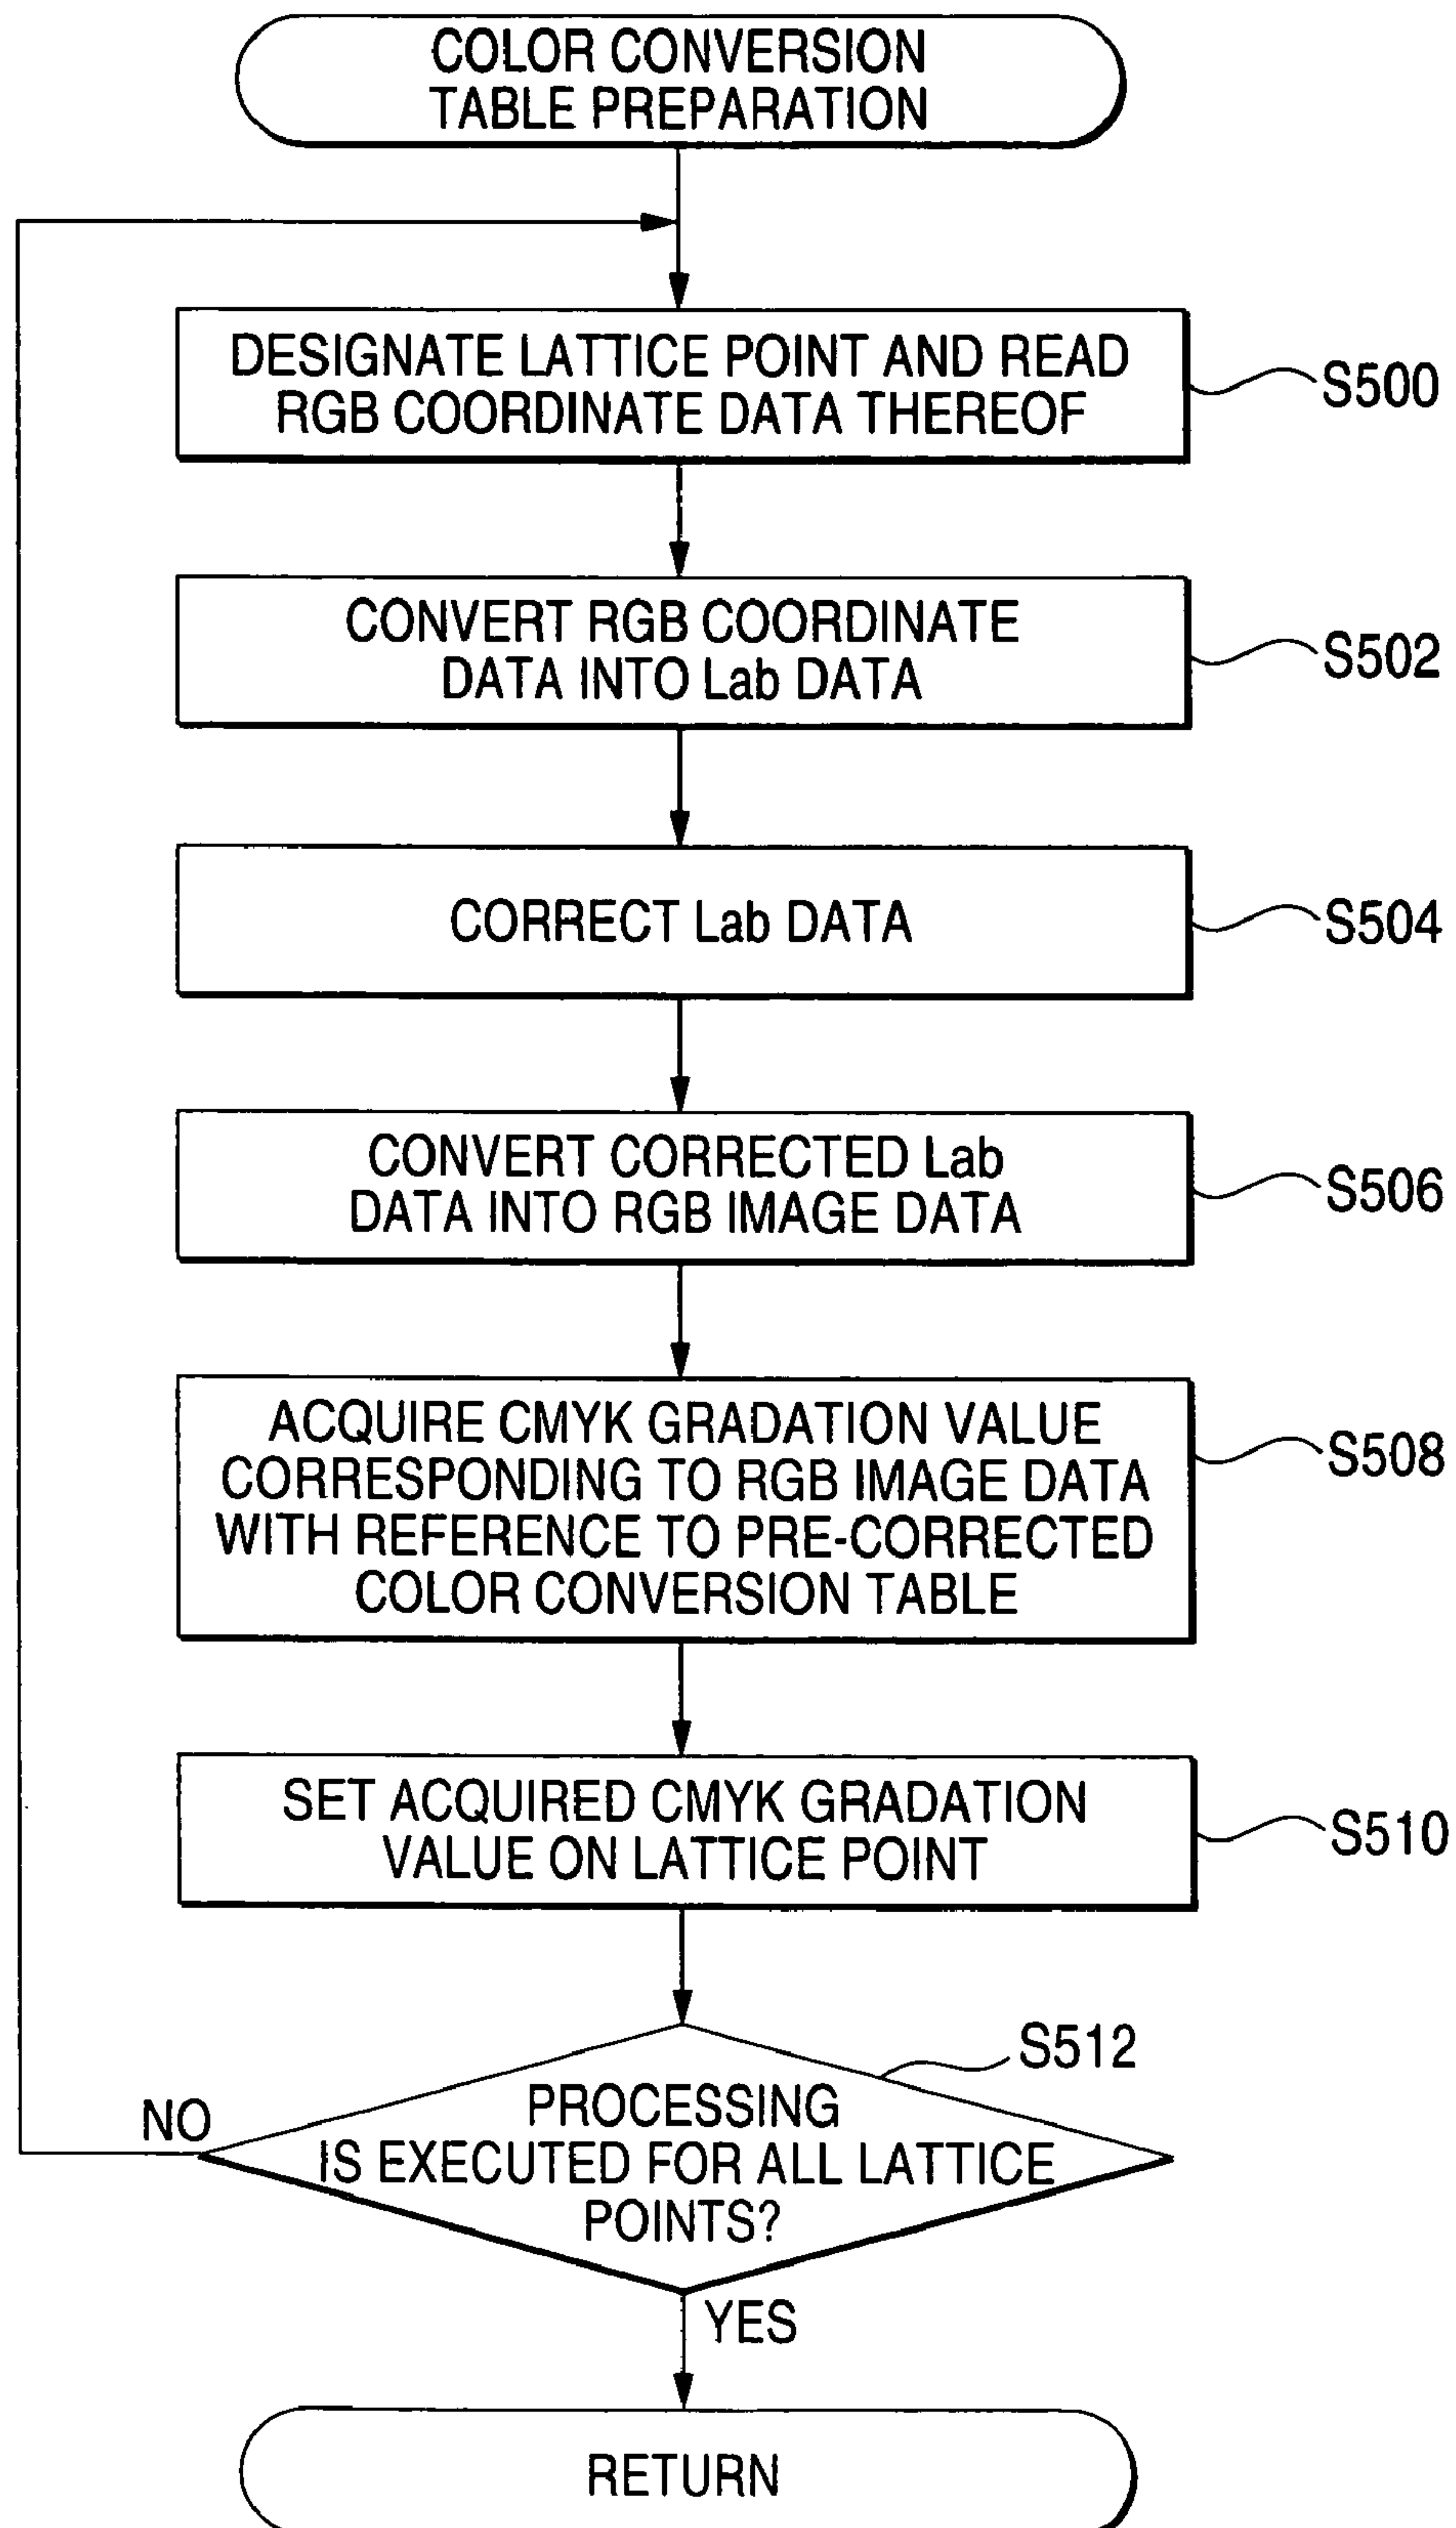 COLOR CONVERSION
TABLE PREPARATION
DESIGNATE LATTICE POINT AND READ
RGB COORDINATE DATA THEREOF
S500
CONVERT RGB COORDINATE
DATA INTO Lab DATA
S502
CORRECT Lab DATA
S504
CONVERT CORRECTED Lab
DATA INTO RGB IMAGE DATA
S506
ACQUIRE CMYK GRADATION VALUE
CORRESPONDING TO RGB IMAGE DATA
WITH REFERENCE TO PRE-CORRECTED
COLOR CONVERSION TABLE
S508
SET ACQUIRED CMYK GRADATION
VALUE ON LATTICE POINT
S510
S512
PROCESSING
IS EXECUTED FOR ALL LATTICE
POINTS?
NO
YES
RETURN